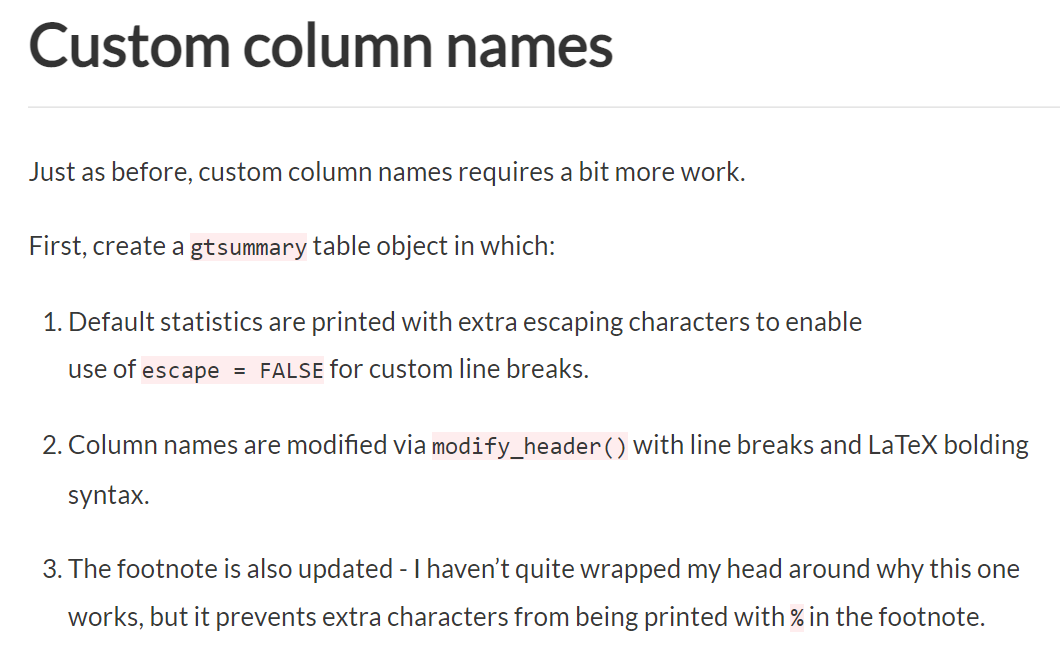 Custom column names
Just as before, custom column names requires a bit more work.
First, create a gtsummary table object in which:
1. Default statistics are printed with extra escaping characters to enable
use of escape = FALSE for custom line breaks.
2. Column names are modified via modify_header() with line breaks and LaTeX bolding
syntax.
3. The footnote is also updated - I haven’t quite wrapped my head around why this one
works, but it prevents extra characters from being printed with % in the footnote.